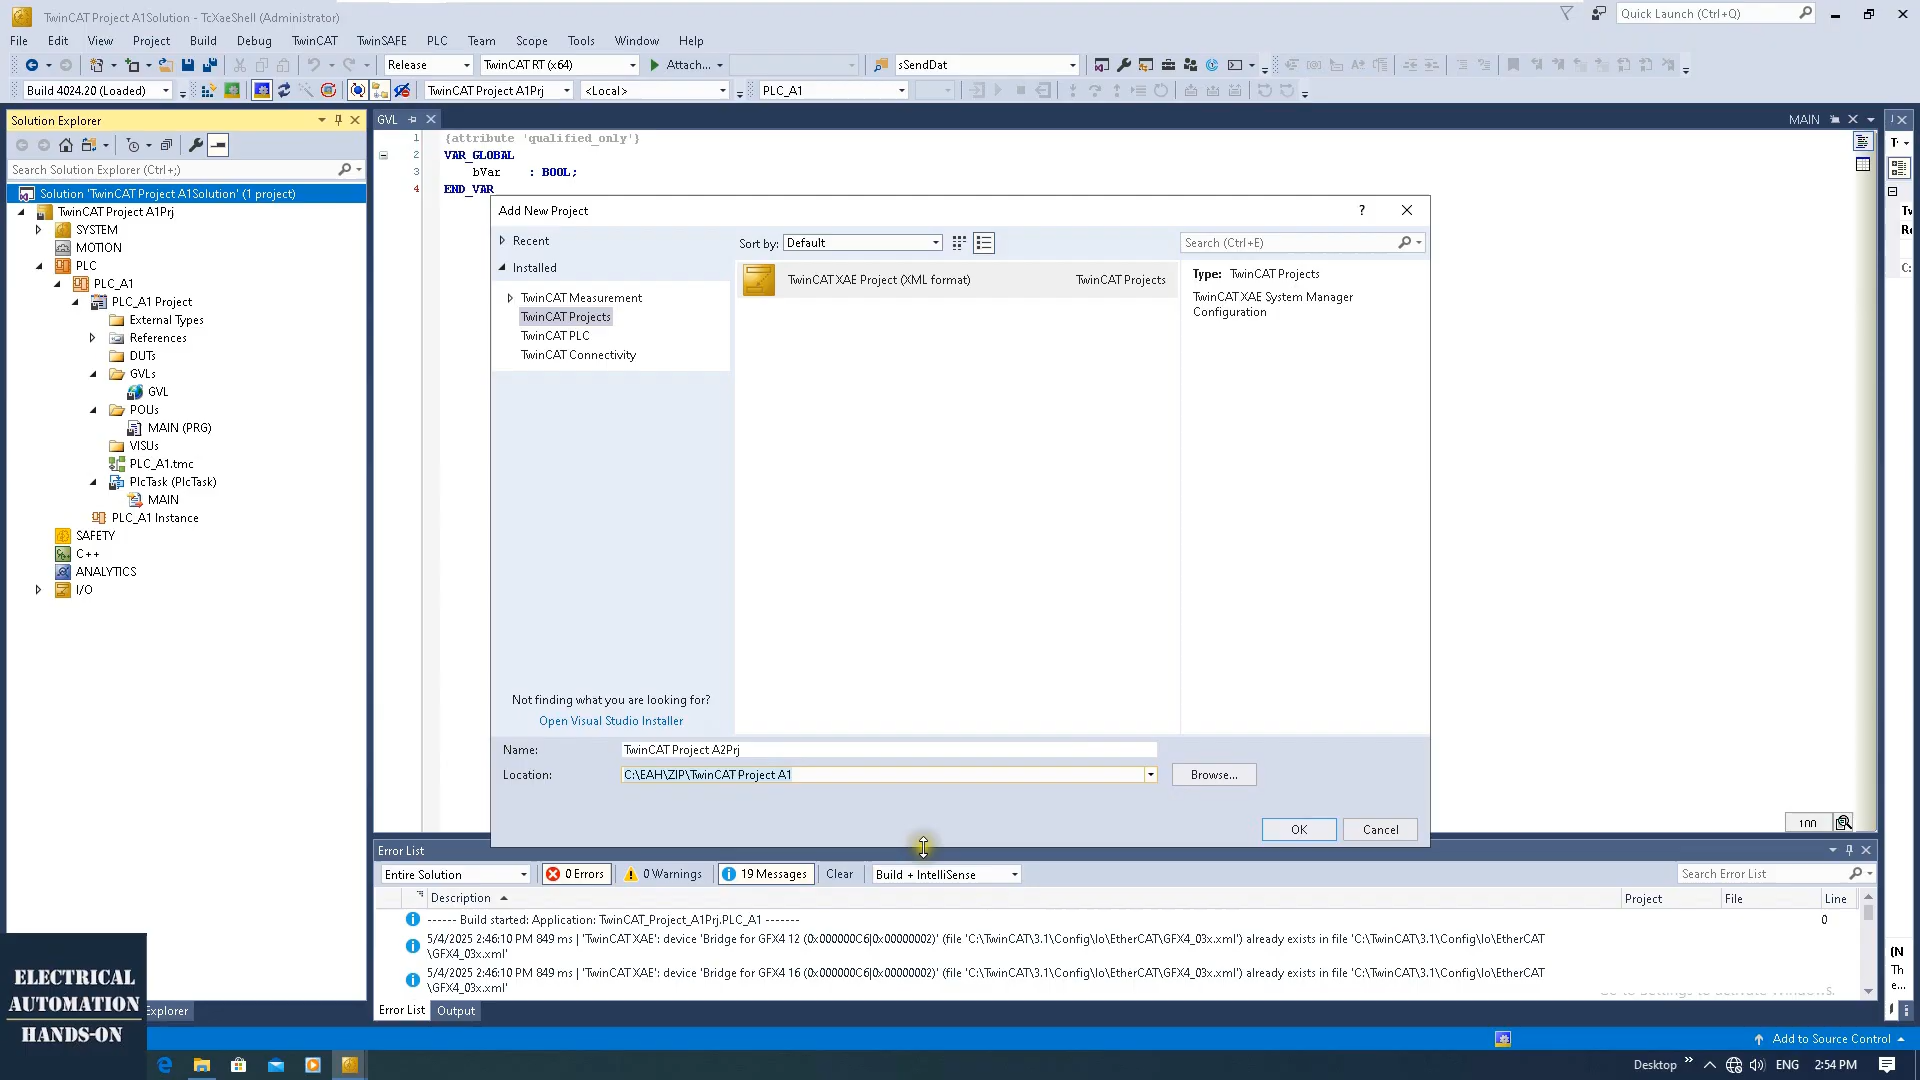 TwinCAT Project A1Solution - TcXaeShell (Administrator)
Quick Launch (Ctrl+Q)
File Edit View Project Build Debug TwinCAT TwinSAFE PLC Team Scope Tools Window Help
Release TwinCAT RT (x64) Attach... sSendDat
Build 4024.20 (Loaded) TwinCAT Project A1Prj <Local> PLC_A1
Solution Explorer
Search Solution Explorer (Ctrl+;)
Solution 'TwinCAT Project A1Solution' (1 project)
TwinCAT Project A1Prj
SYSTEM
MOTION
PLC
PLC_A1
PLC_A1 Project
External Types
References
DUTs
GVLs
GVL
POUs
MAIN (PRG)
VISUs
PLC_A1.tmc
PlcTask (PlcTask)
MAIN
PLC_A1 Instance
SAFETY
C++
ANALYTICS
I/O
GVL
MAIN
1 {attribute 'qualified_only'}
2 VAR_GLOBAL
3 bVar : BOOL;
4 END_VAR
Add New Project
Recent
Installed
TwinCAT Measurement
TwinCAT Projects
TwinCAT PLC
TwinCAT Connectivity
Sort by: Default
Search (Ctrl+E)
TwinCAT XAE Project (XML format) TwinCAT Projects
Type: TwinCAT Projects
TwinCAT XAE System Manager
Configuration
Not finding what you are looking for?
Open Visual Studio Installer
Name: TwinCAT Project A2Prj
Location: C:\EAH\ZIP\TwinCAT Project A1
Browse...
OK Cancel
100
Error List
Entire Solution 0 Errors 0 Warnings 19 Messages Clear Build + IntelliSense
Search Error List
Description Project File Line
------ Build started: Application: TwinCAT_Project_A1Prj.PLC_A1 ------- 0
5/4/2025 2:46:10 PM 849 ms | 'TwinCAT XAE': device 'Bridge for GFX4 12 (0x000000C6|0x00000002)' (file 'C:\TwinCAT\3.1\Config\Io\EtherCAT\GFX4_03x.xml') already exists in file 'C:\TwinCAT\3.1\Config\Io\EtherCAT
\GFX4_03x.xml'
5/4/2025 2:46:10 PM 849 ms | 'TwinCAT XAE': device 'Bridge for GFX4 16 (0x000000C6|0x00000002)' (file 'C:\TwinCAT\3.1\Config\Io\EtherCAT\GFX4_03x.xml') already exists in file 'C:\TwinCAT\3.1\Config\Io\EtherCAT
\GFX4_03x.xml'
Error List Output
ELECTRICAL
AUTOMATION
HANDS-ON
Explorer
Add to Source Control
Desktop ENG 2:54 PM